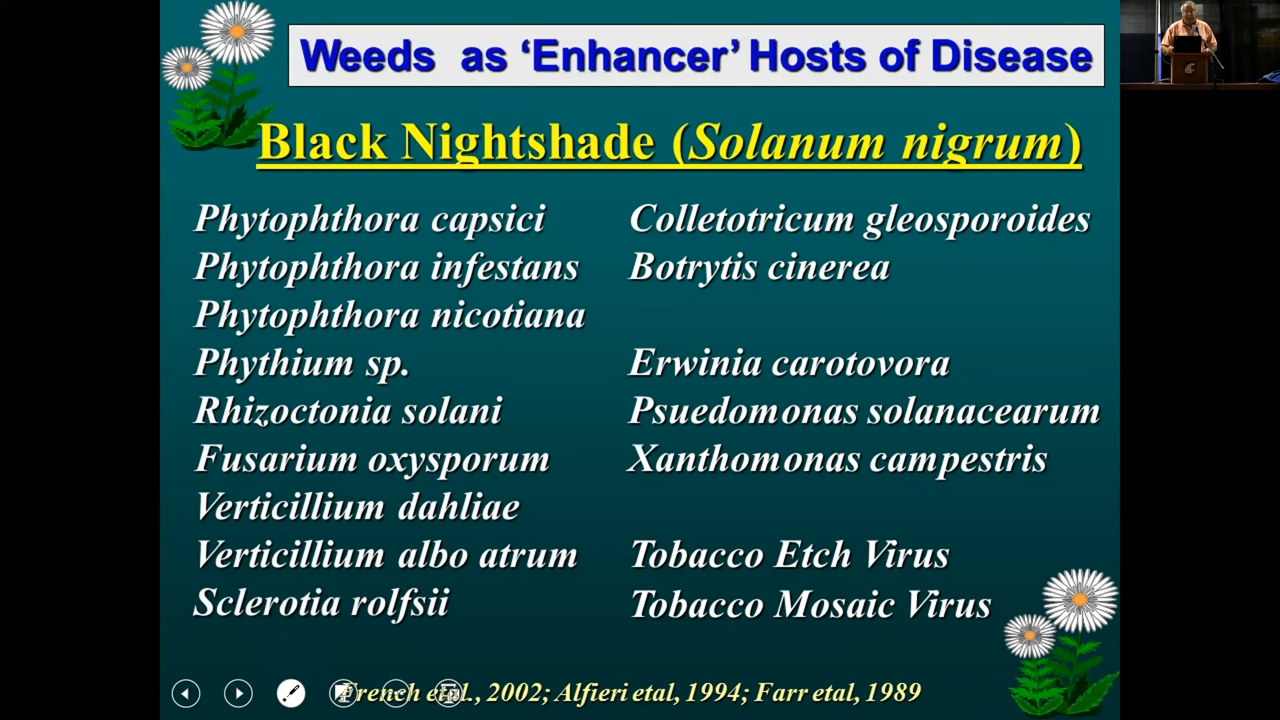 Weeds as ‘Enhancer’ Hosts of Disease
Black Nightshade (Solanum nigrum)
Phytophthora capsici
Phytophthora infestans
Phytophthora nicotiana
Phythium sp.
Rhizoctonia solani
Fusarium oxysporum
Verticillium dahliae
Verticillium albo atrum
Sclerotia rolfsii
Colletotricum gleosporoides
Botrytis cinerea
Erwinia carotovora
Psuedomonas solanacearum
Xanthomonas campestris
Tobacco Etch Virus
Tobacco Mosaic Virus
French etal., 2002; Alfieri etal, 1994; Farr etal, 1989